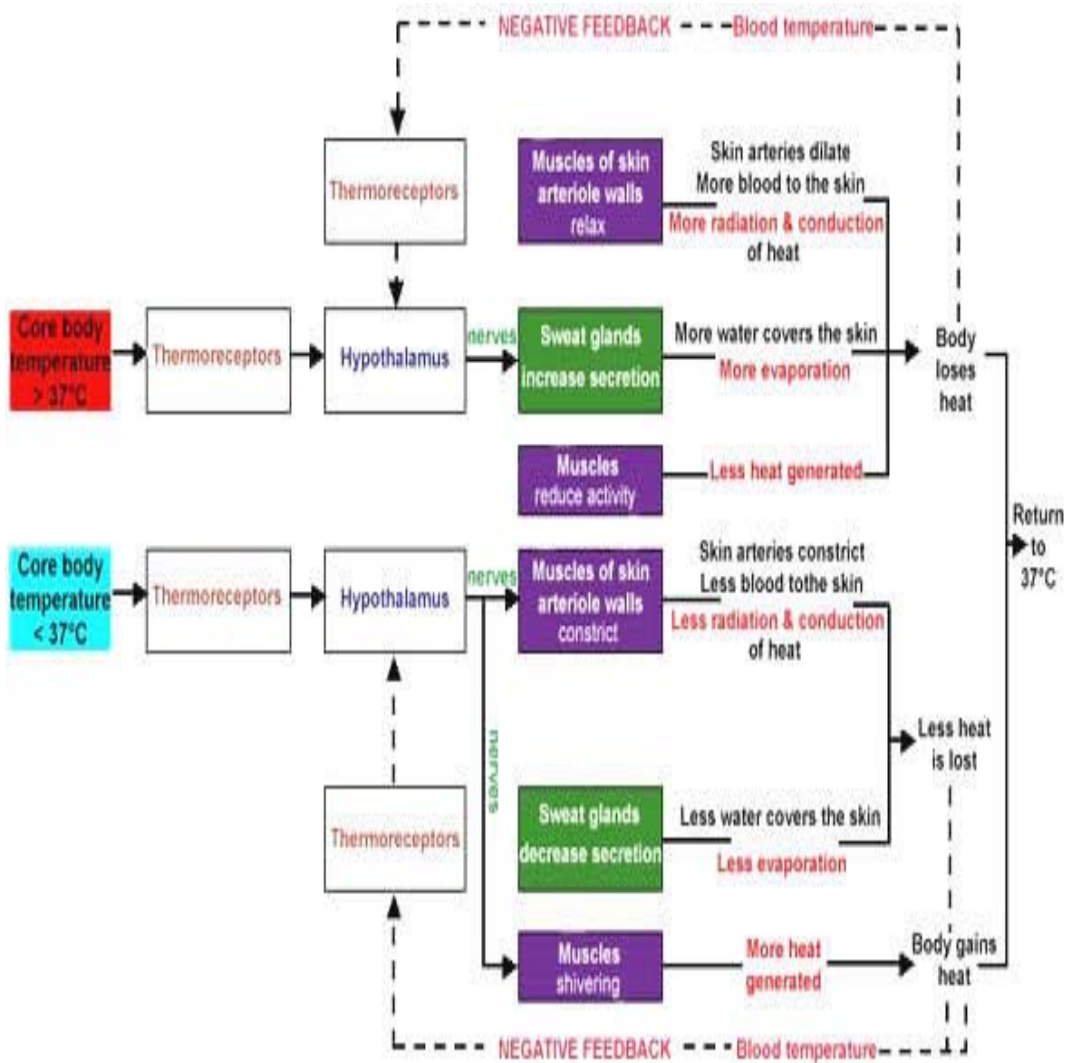 NEGATIVE FEEDBACK
Blood temperature
Thermoreceptors
Muscles of skin
arteriole walls
relax
Skin arteries dilate
More blood to the skin
More radiation & conduction
of heat
Core body
temperature
> 37°C
Thermoreceptors
Hypothalamus
nerves
Sweat glands
increase secretion
More water covers the skin
More evaporation
Body
loses
heat
Muscles
reduce activity
Less heat generated
Return
to
37°C
Core body
temperature
< 37°C
Thermoreceptors
Hypothalamus
nerves
Muscles of skin
arteriole walls
constrict
Skin arteries constrict
Less blood tothe skin
Less radiation & conduction
of heat
nerves
Less heat
is lost
Thermoreceptors
Sweat glands
decrease secretion
Less water covers the skin
Less evaporation
Muscles
shivering
More heat
generated
Body gains
heat
NEGATIVE FEEDBACK
Blood temperature